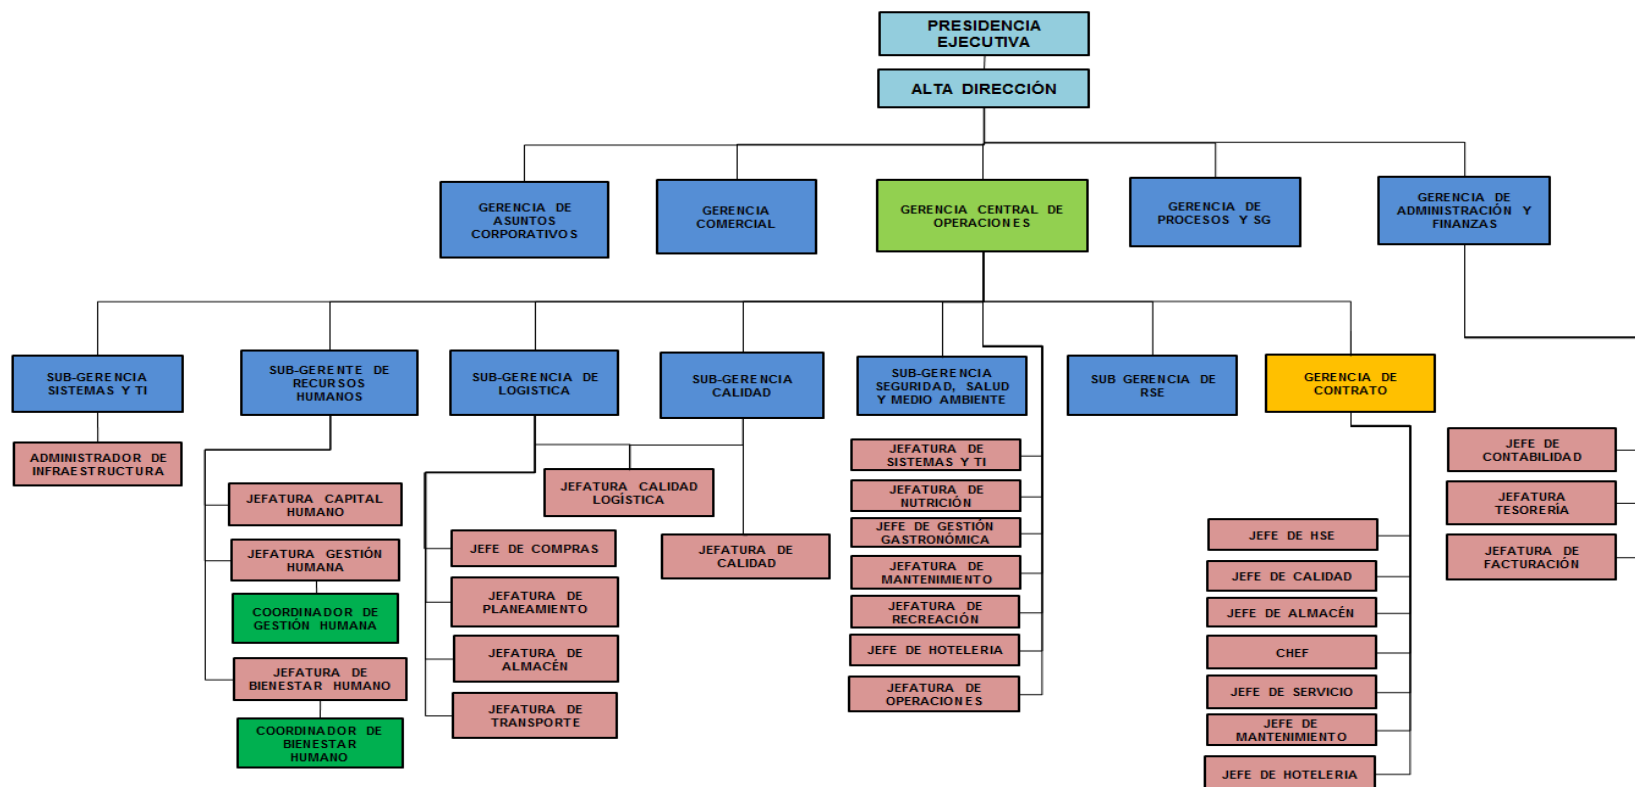 PRESIDENCIA
EJECUTIVA
ALTA DIRECCIÓN
GERENCIA DE
ASUNTOS
CORPORATIVOS
GERENCIA
COMERCIAL
GERENCIA CENTRAL DE
OPERACIONES
GERENCIA DE
PROCESOS Y SG
GERENCIA DE
ADMINISTRACIÓN Y
FINANZAS
SUB-GERENCIA
SISTEMAS Y TI
SUB-GERENTE DE
RECURSOS
HUMANOS
SUB-GERENCIA DE
LOGISTICA
SUB-GERENCIA
CALIDAD
SUB-GERENCIA
SEGURIDAD, SALUD
Y MEDIO AMBIENTE
SUB GERENCIA DE
RSE
GERENCIA DE
CONTRATO
ADMINISTRADOR DE
INFRAESTRUCTURA
JEFATURA CAPITAL
HUMANO
JEFATURA GESTIÓN
HUMANA
COORDINADOR DE
GESTIÓN HUMANA
JEFATURA DE
BIENESTAR HUMANO
COORDINADOR DE
BIENESTAR
HUMANO
JEFATURA CALIDAD
LOGÍSTICA
JEFE DE COMPRAS
JEFATURA DE
PLANEAMIENTO
JEFATURA DE
ALMACÉN
JEFATURA DE
TRANSPORTE
JEFATURA DE
CALIDAD
JEFATURA DE
SISTEMAS Y TI
JEFATURA DE
NUTRICIÓN
JEFE DE GESTIÓN
GASTRONÓMICA
JEFATURA DE
MANTENIMIENTO
JEFATURA DE
RECREACIÓN
JEFE DE HOTELERIA
JEFATURA DE
OPERACIONES
JEFE DE HSE
JEFE DE CALIDAD
JEFE DE ALMACÉN
CHEF
JEFE DE SERVICIO
JEFE DE
MANTENIMIENTO
JEFE DE HOTELERIA
JEFE DE
CONTABILIDAD
JEFATURA
TESORERÍA
JEFATURA DE
FACTURACIÓN